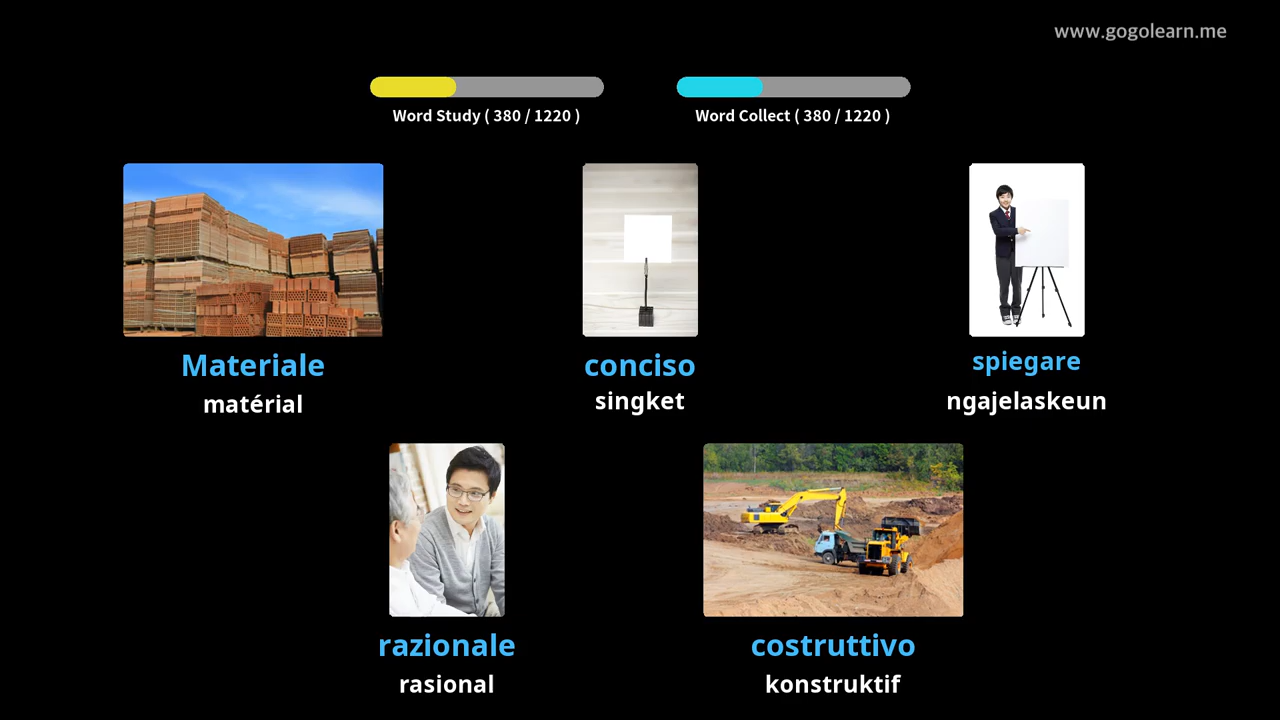 www.gogolearn.me
Word Study ( 380 / 1220 )
Word Collect ( 380 / 1220 )
Materiale
matérial
conciso
singket
spiegare
ngajelaskeun
razionale
rasional
costruttivo
konstruktif